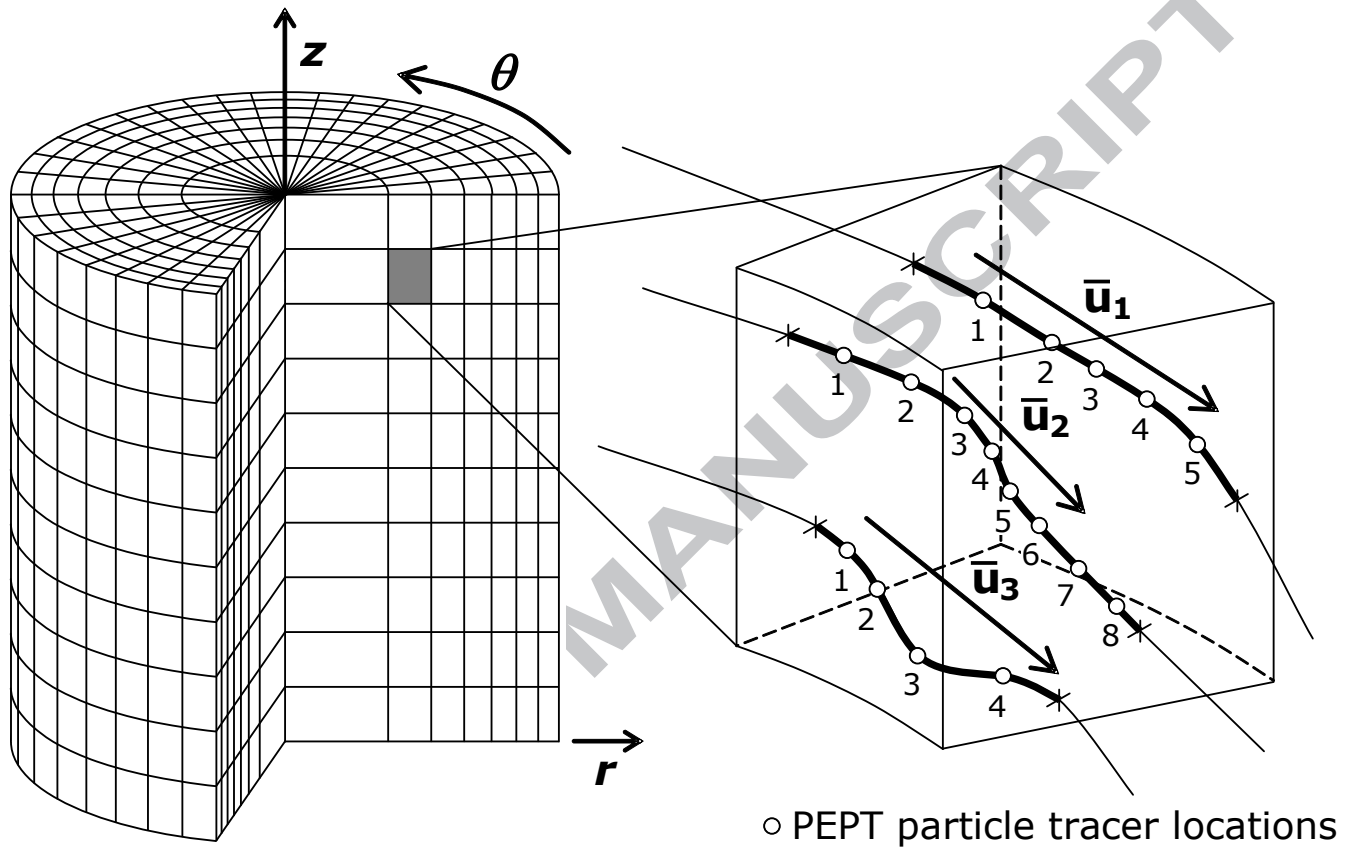 z
θ
r
MANUSCRIPT
ū₁
1
2
3
4
5
ū₂
1
2
3
4
5
6
7
8
ū₃
1
2
3
4
PEPT particle tracer locations